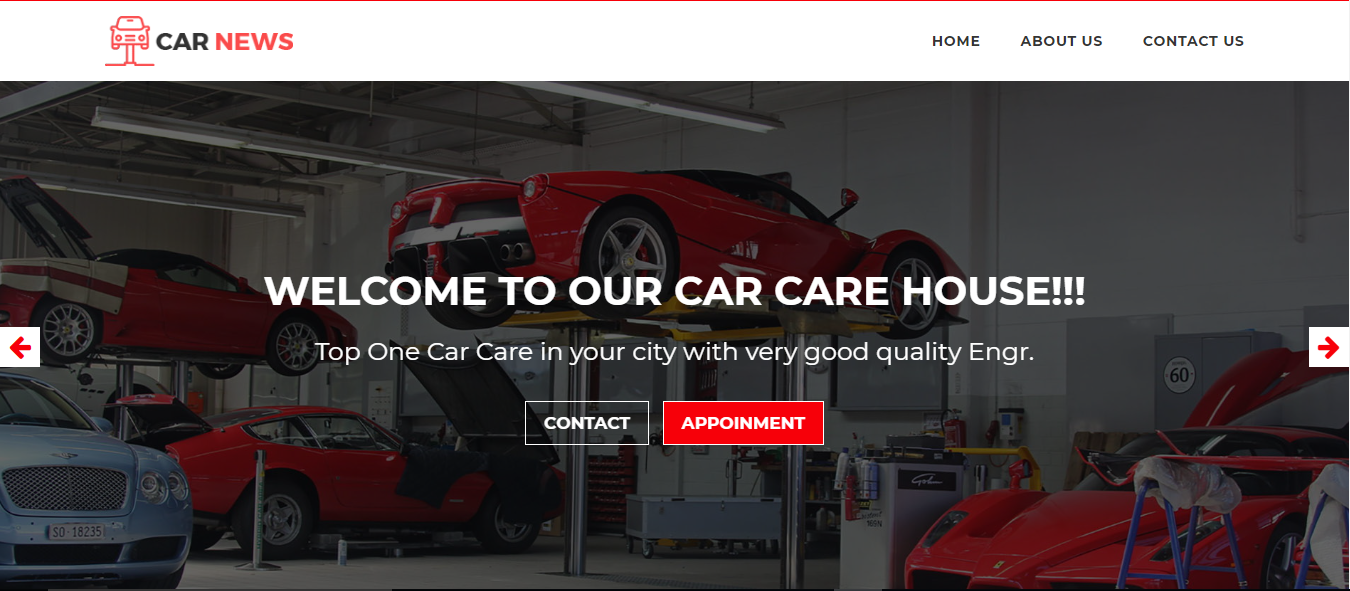 CAR NEWS
HOME ABOUT US CONTACT US
WELCOME TO OUR CAR CARE HOUSE!!!
Top One Car Care in your city with very good quality Engr.
60
CONTACT APPOINMENT
SO·18235